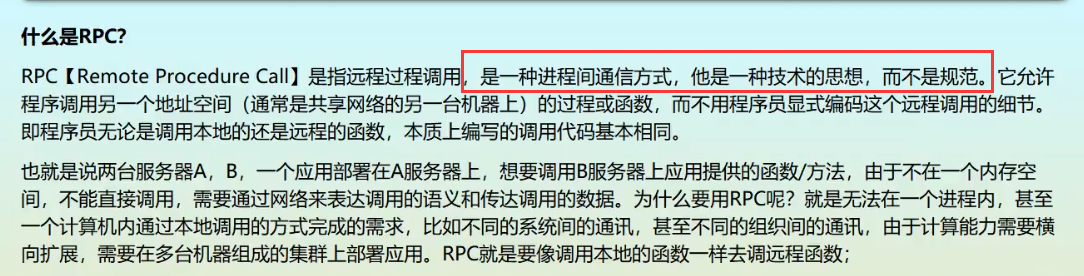 什么是RPC?
RPC【Remote Procedure Call】是指远程过程调用，是一种进程间通信方式，他是一种技术的思想，而不是规范。它允许
程序调用另一个地址空间（通常是共享网络的另一台机器上）的过程或函数，而不用程序员显式编码这个远程调用的细节。
即程序员无论是调用本地的还是远程的函数，本质上编写的调用代码基本相同。
也就是说两台服务器A，B，一个应用部署在A服务器上，想要调用B服务器上应用提供的函数/方法，由于不在一个内存空
间，不能直接调用，需要通过网络来表达调用的语义和传达调用的数据。为什么要用RPC呢？就是无法在一个进程内，甚至
一个计算机内通过本地调用的方式完成的需求，比如不同的系统间的通讯，甚至不同的组织间的通讯，由于计算能力需要横
向扩展，需要在多台机器组成的集群上部署应用。RPC就是要像调用本地的函数一样去调远程函数；